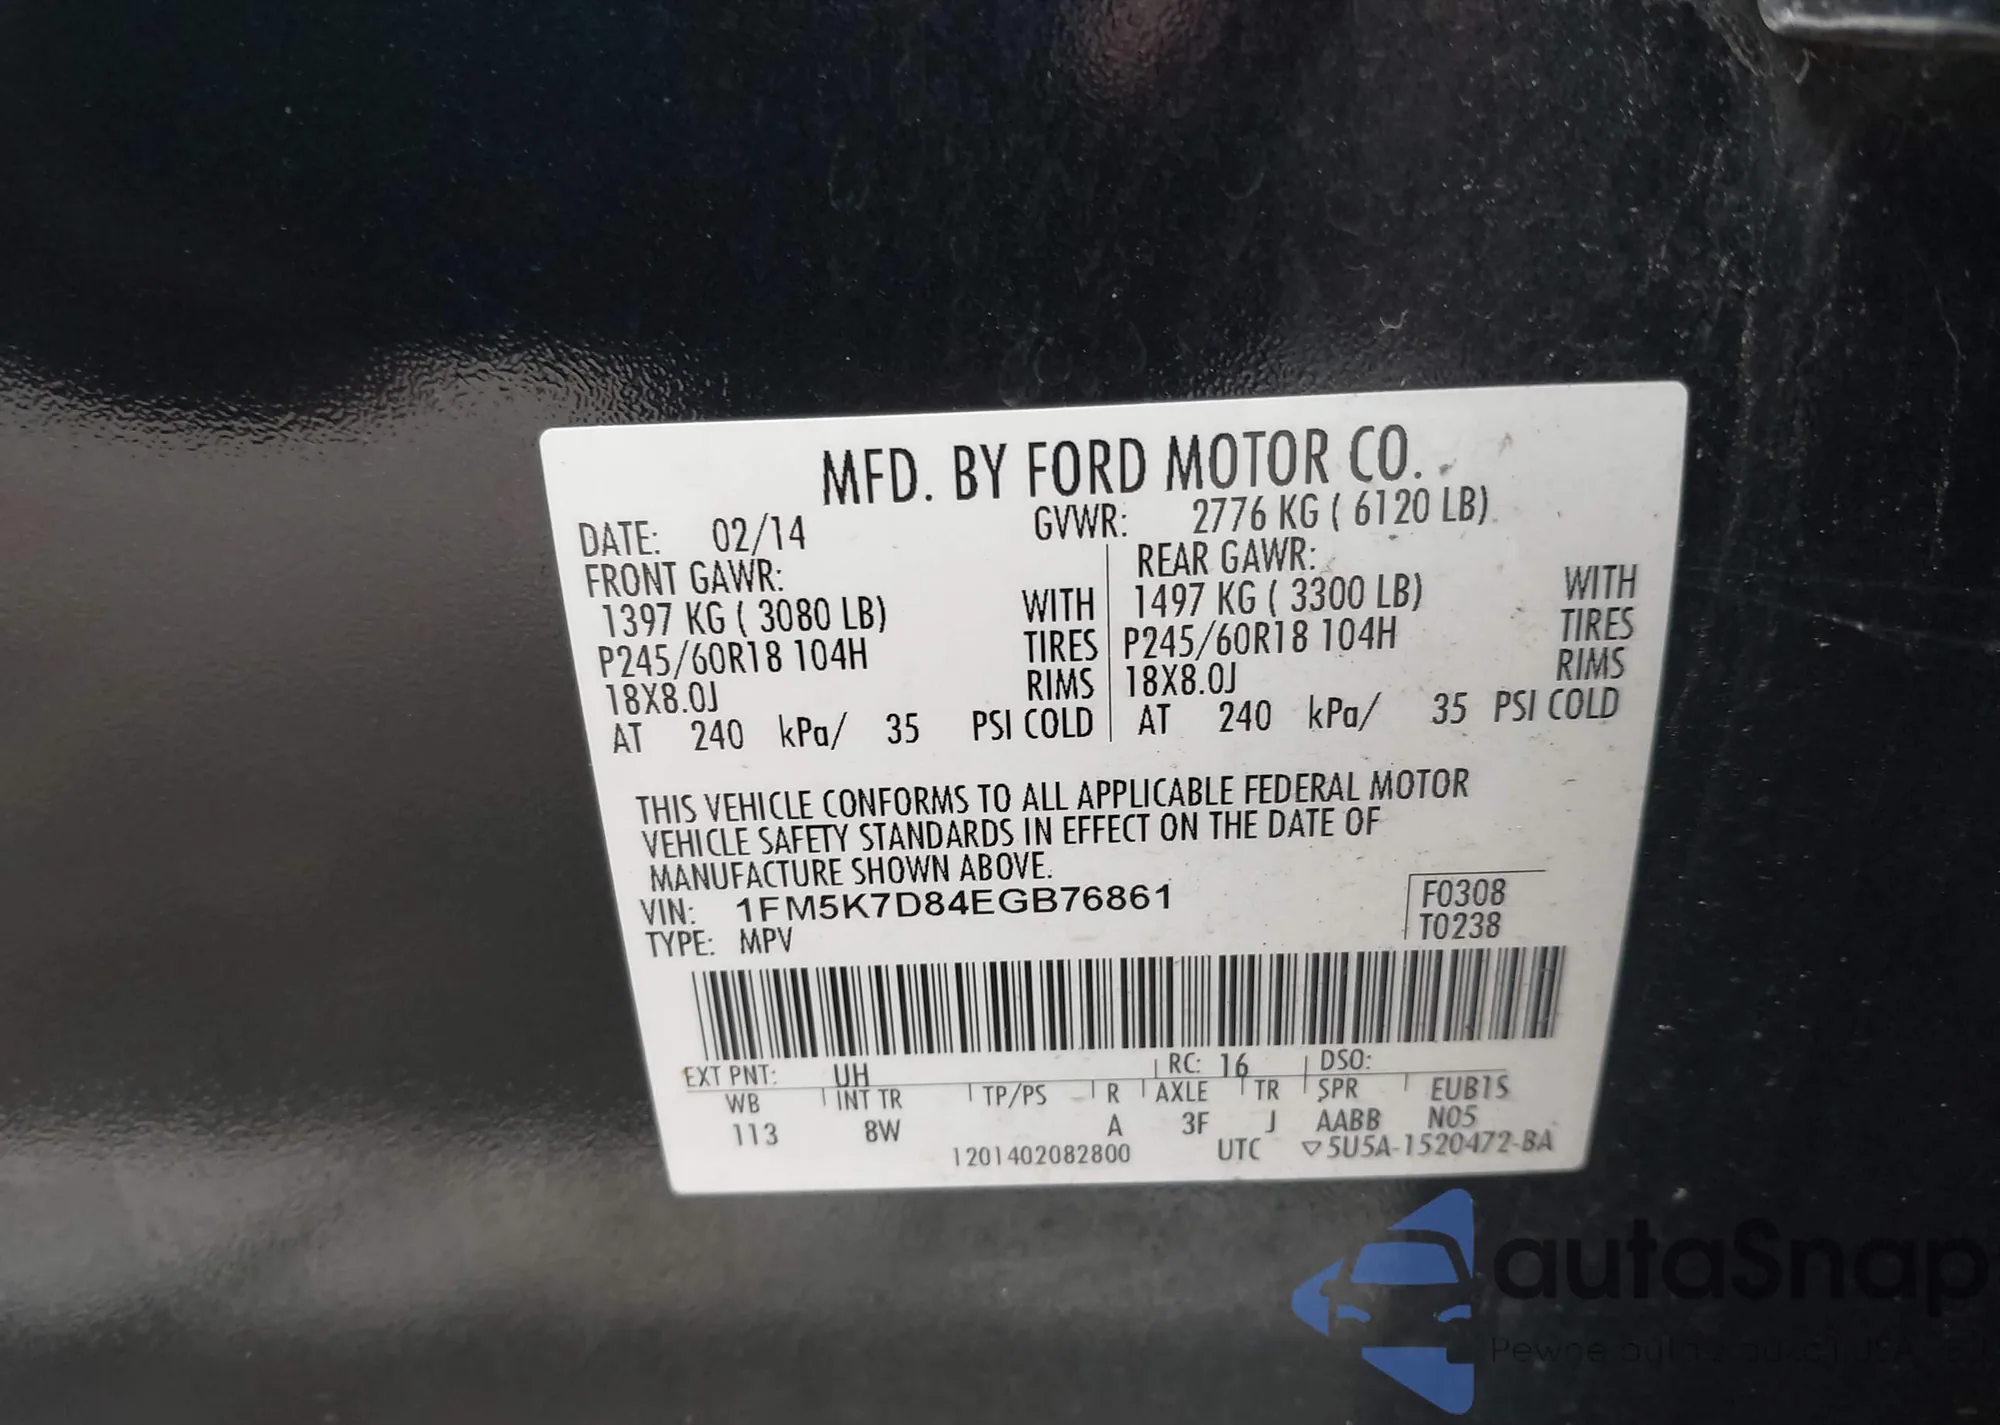 MFD. BY FORD MOTOR CO.
DATE: 02/14 GVWR: 2776 KG ( 6120 LB)
FRONT GAWR: REAR GAWR:
1397 KG ( 3080 LB) WITH 1497 KG ( 3300 LB) WITH
P245/60R18 104H TIRES P245/60R18 104H TIRES
18X8.0J RIMS 18X8.0J RIMS
AT 240 kPa/ 35 PSI COLD AT 240 kPa/ 35 PSI COLD
THIS VEHICLE CONFORMS TO ALL APPLICABLE FEDERAL MOTOR
VEHICLE SAFETY STANDARDS IN EFFECT ON THE DATE OF
MANUFACTURE SHOWN ABOVE.
VIN: 1FM5K7D84EGB76861 F0308
TYPE: MPV T0238
EXT PNT: UH RC: 16 DSO:
WB INT TR TP/PS R AXLE TR SPR EUB1S
113 8W A 3F J AABB N05
1201402082800 UTC ▽5U5A-1520472-BA
autaSnap
Pewne auta z aukcji USA